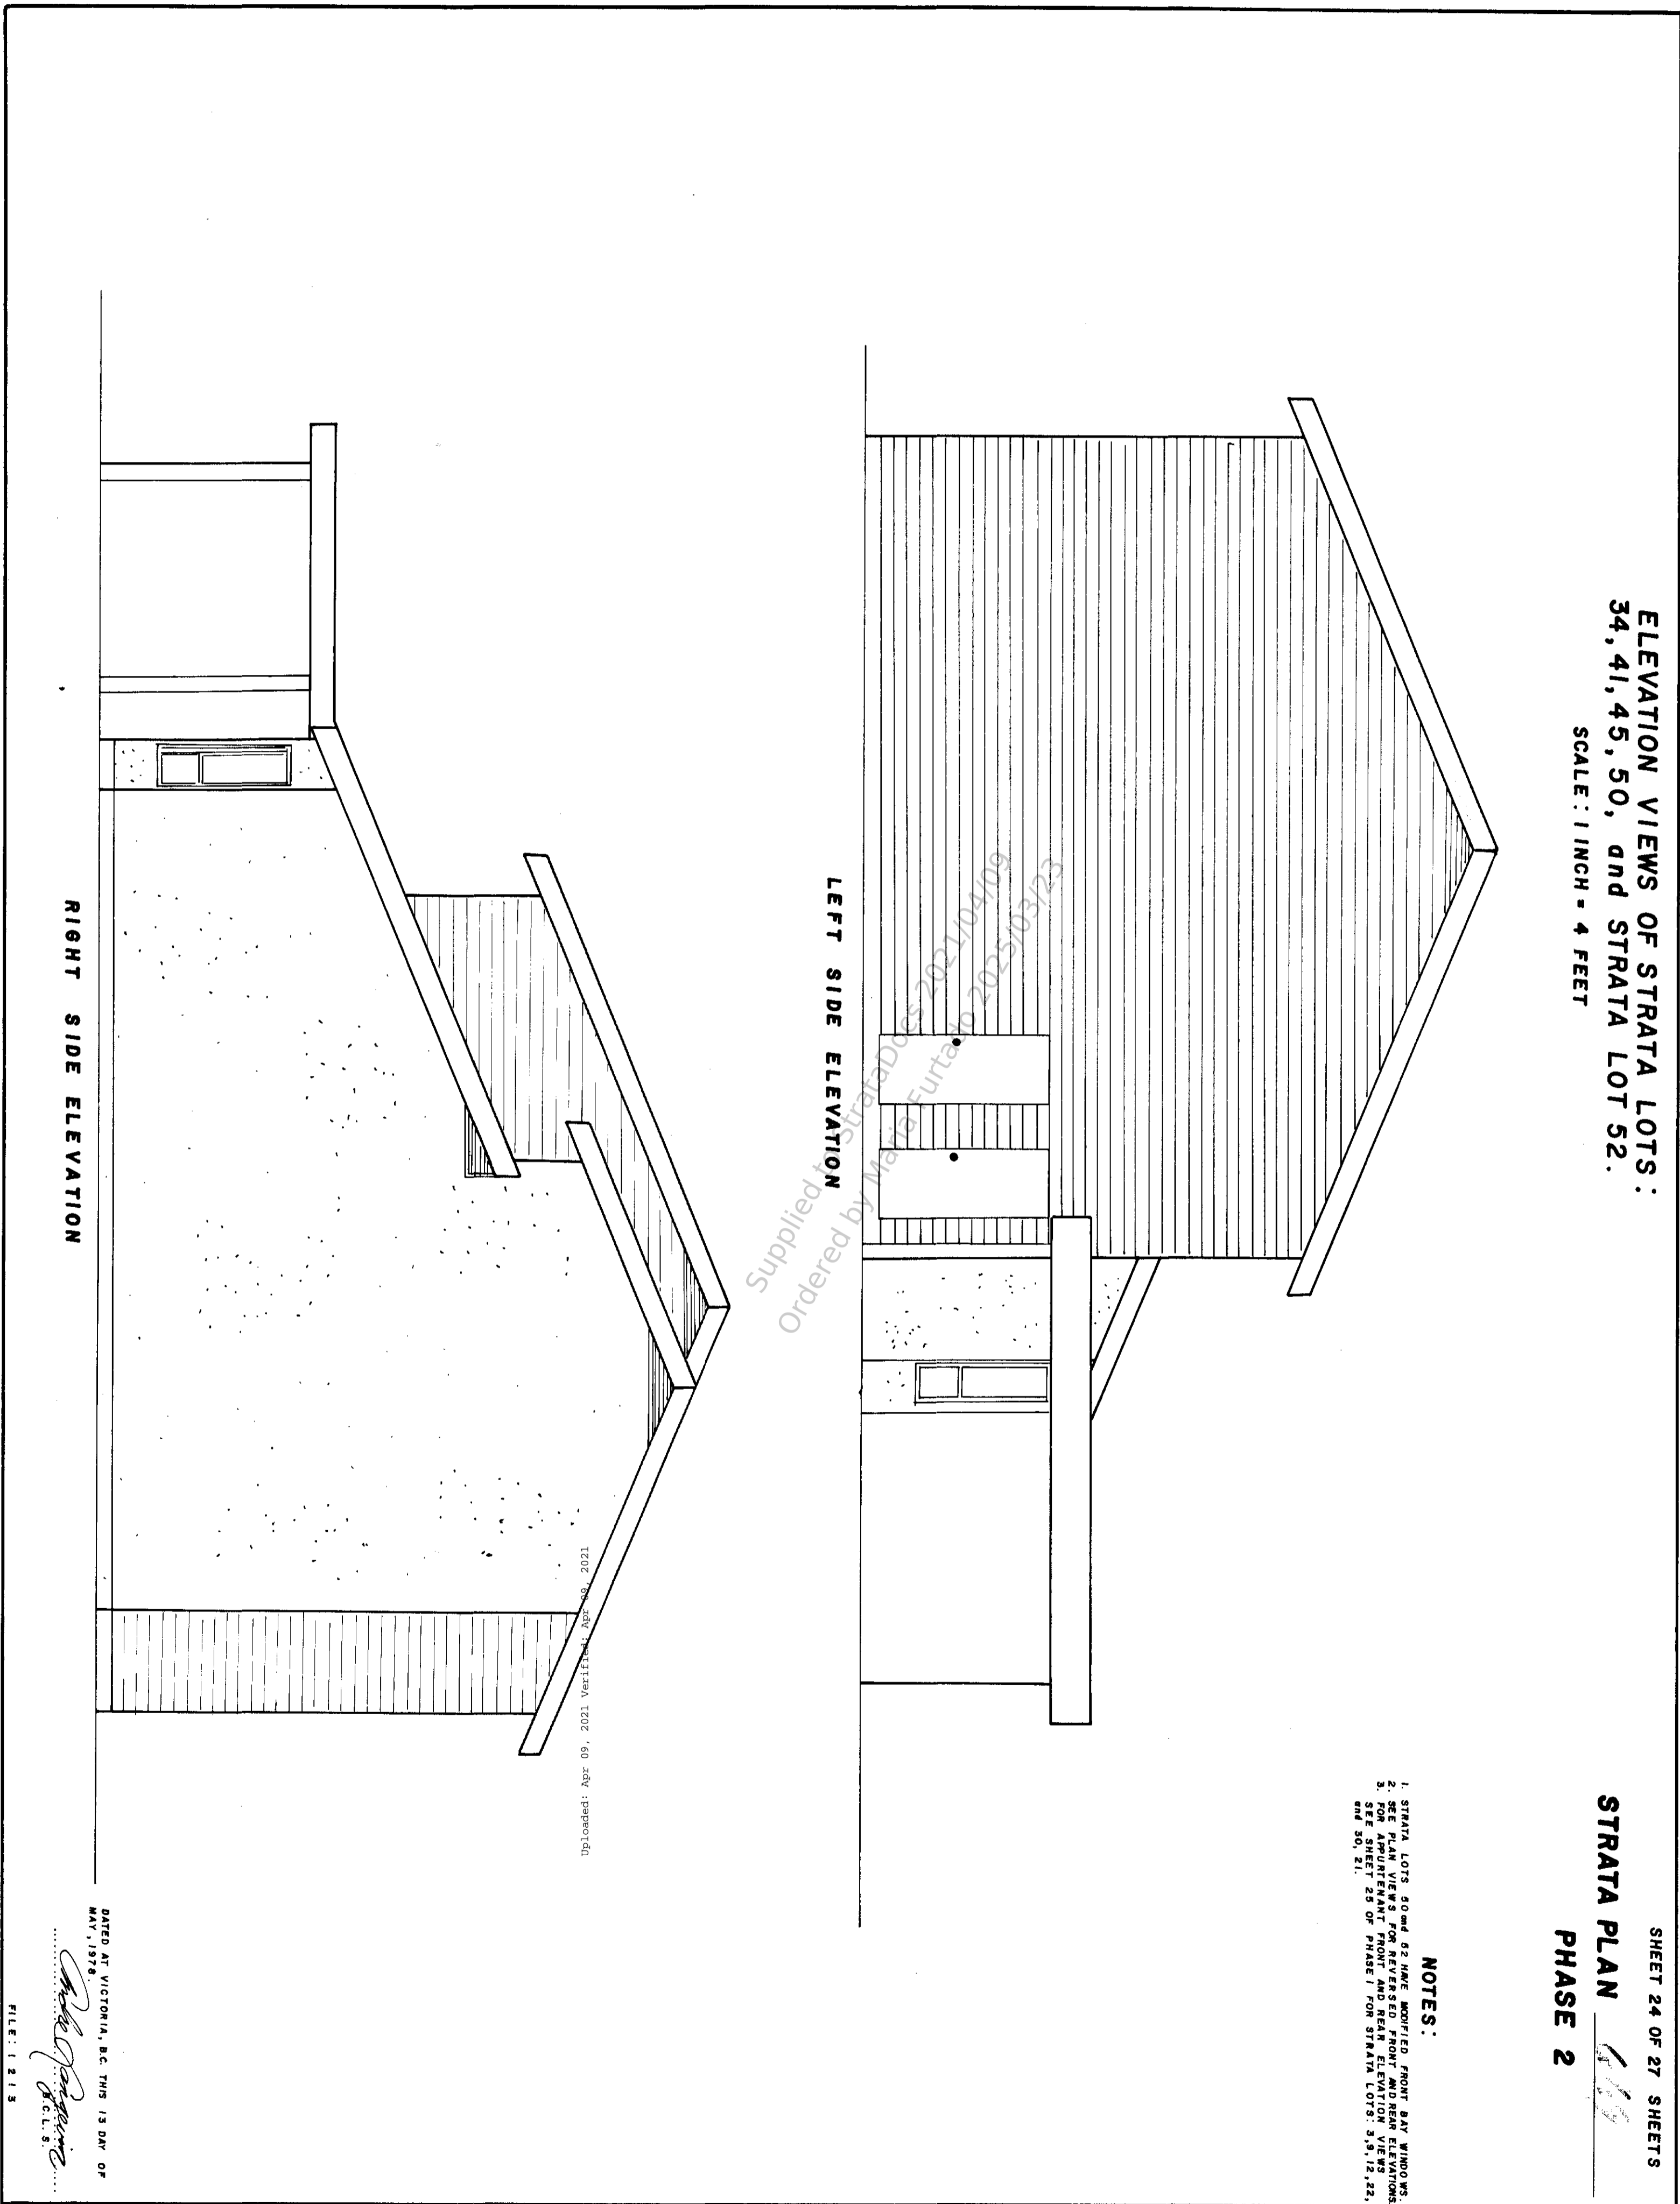 SHEET 24 OF 27 SHEETS
STRATA PLAN
PHASE 2
ELEVATION VIEWS OF STRATA LOTS:
34, 41, 45, 50, and STRATA LOT 52.
SCALE: 1 INCH = 4 FEET
NOTES:
1. STRATA LOTS 50 and 52 HAVE MODIFIED FRONT BAY WINDOWS.
2. SEE PLAN VIEWS FOR REVERSED FRONT AND REAR ELEVATIONS.
3. FOR APPURTENANT FRONT AND REAR ELEVATION VIEWS
SEE SHEET 25 OF PHASE 1 FOR STRATA LOTS: 3,9,12,22,
and 30, 21.
LEFT SIDE ELEVATION
Supplied to StrataDocs 2021/04/09
Ordered by Maria Furtado 2025/03/23
Uploaded: Apr 09, 2021 Verified: Apr 09, 2021
RIGHT SIDE ELEVATION
DATED AT VICTORIA, B.C. THIS 13 DAY OF
MAY, 1978.
B.C.L.S.
FILE: 1213